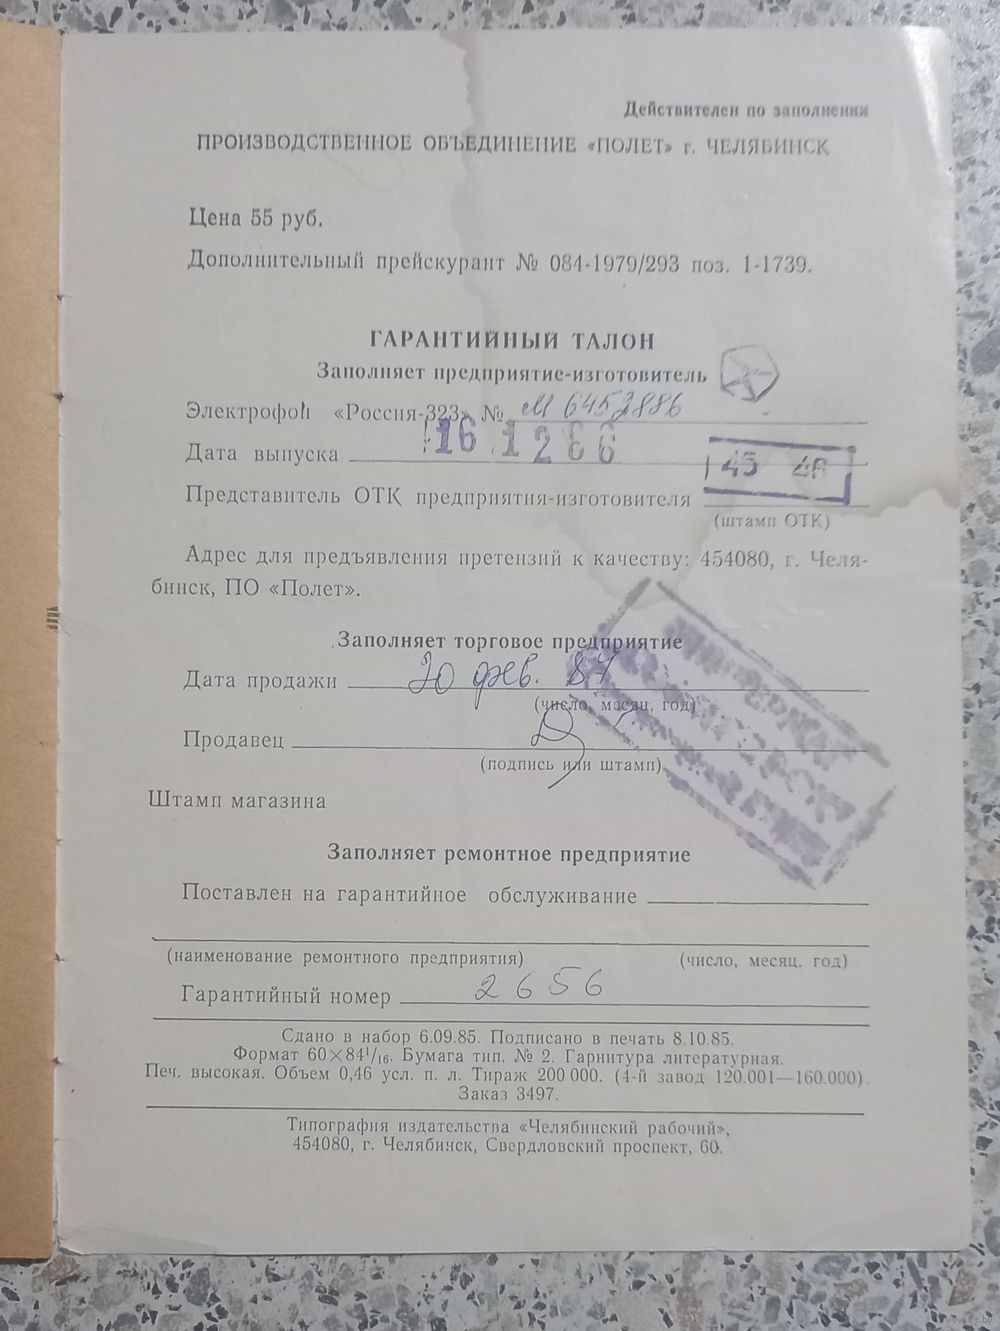 Действителен по заполнении
ПРОИЗВОДСТВЕННОЕ ОБЪЕДИНЕНИЕ «ПОЛЕТ» г. ЧЕЛЯБИНСК
Цена 55 руб.
Дополнительный прейскурант № 084-1979/293 поз. 1-1739.
ГАРАНТИЙНЫЙ ТАЛОН
Заполняет предприятие-изготовитель
Электрофон «Россия-323» № М 6452886
Дата выпуска 16 12 86
Представитель ОТК предприятия-изготовителя 45
(штамп ОТК)
Адрес для предъявления претензий к качеству: 454080, г. Челя-
бинск, ПО «Полет».
Заполняет торговое предприятие
Дата продажи 20 фев. 87
(число, месяц, год)
Продавец
(подпись или штамп)
Штамп магазина
Заполняет ремонтное предприятие
Поставлен на гарантийное обслуживание
(наименование ремонтного предприятия) (число, месяц, год)
Гарантийный номер 2656
Сдано в набор 6.09.85. Подписано в печать 8.10.85.
Формат 60×84¹/₁₆. Бумага тип. № 2. Гарнитура литературная.
Печ. высокая. Объем 0,46 усл. п. л. Тираж 200 000. (4-й завод 120.001—160.000).
Заказ 3497.
Типография издательства «Челябинский рабочий»,
454080, г. Челябинск, Свердловский проспект, 60.